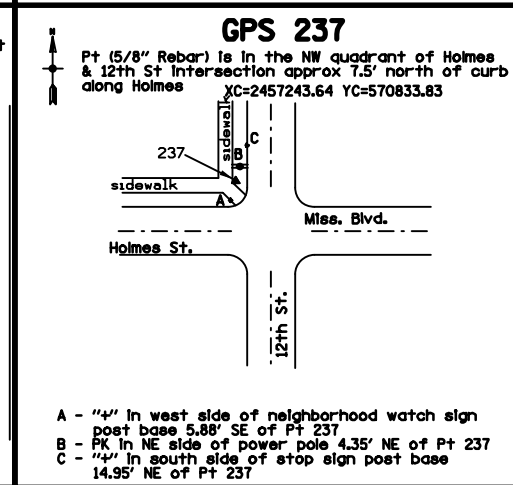 t
GPS 237
N
Pt (5/8" Rebar) is in the NW quadrant of Holmes
& 12th St intersection approx 7.5' north of curb
along Holmes
XC=2457243.64 YC=570833.83
sidewalk
C
237
B
sidewalk
A
Miss. Blvd.
Holmes St.
12th St.
A - "+" in west side of neighborhood watch sign
post base 5.88' SE of Pt 237
B - PK in NE side of power pole 4.35' NE of Pt 237
C - "+" in south side of stop sign post base
14.95' NE of Pt 237